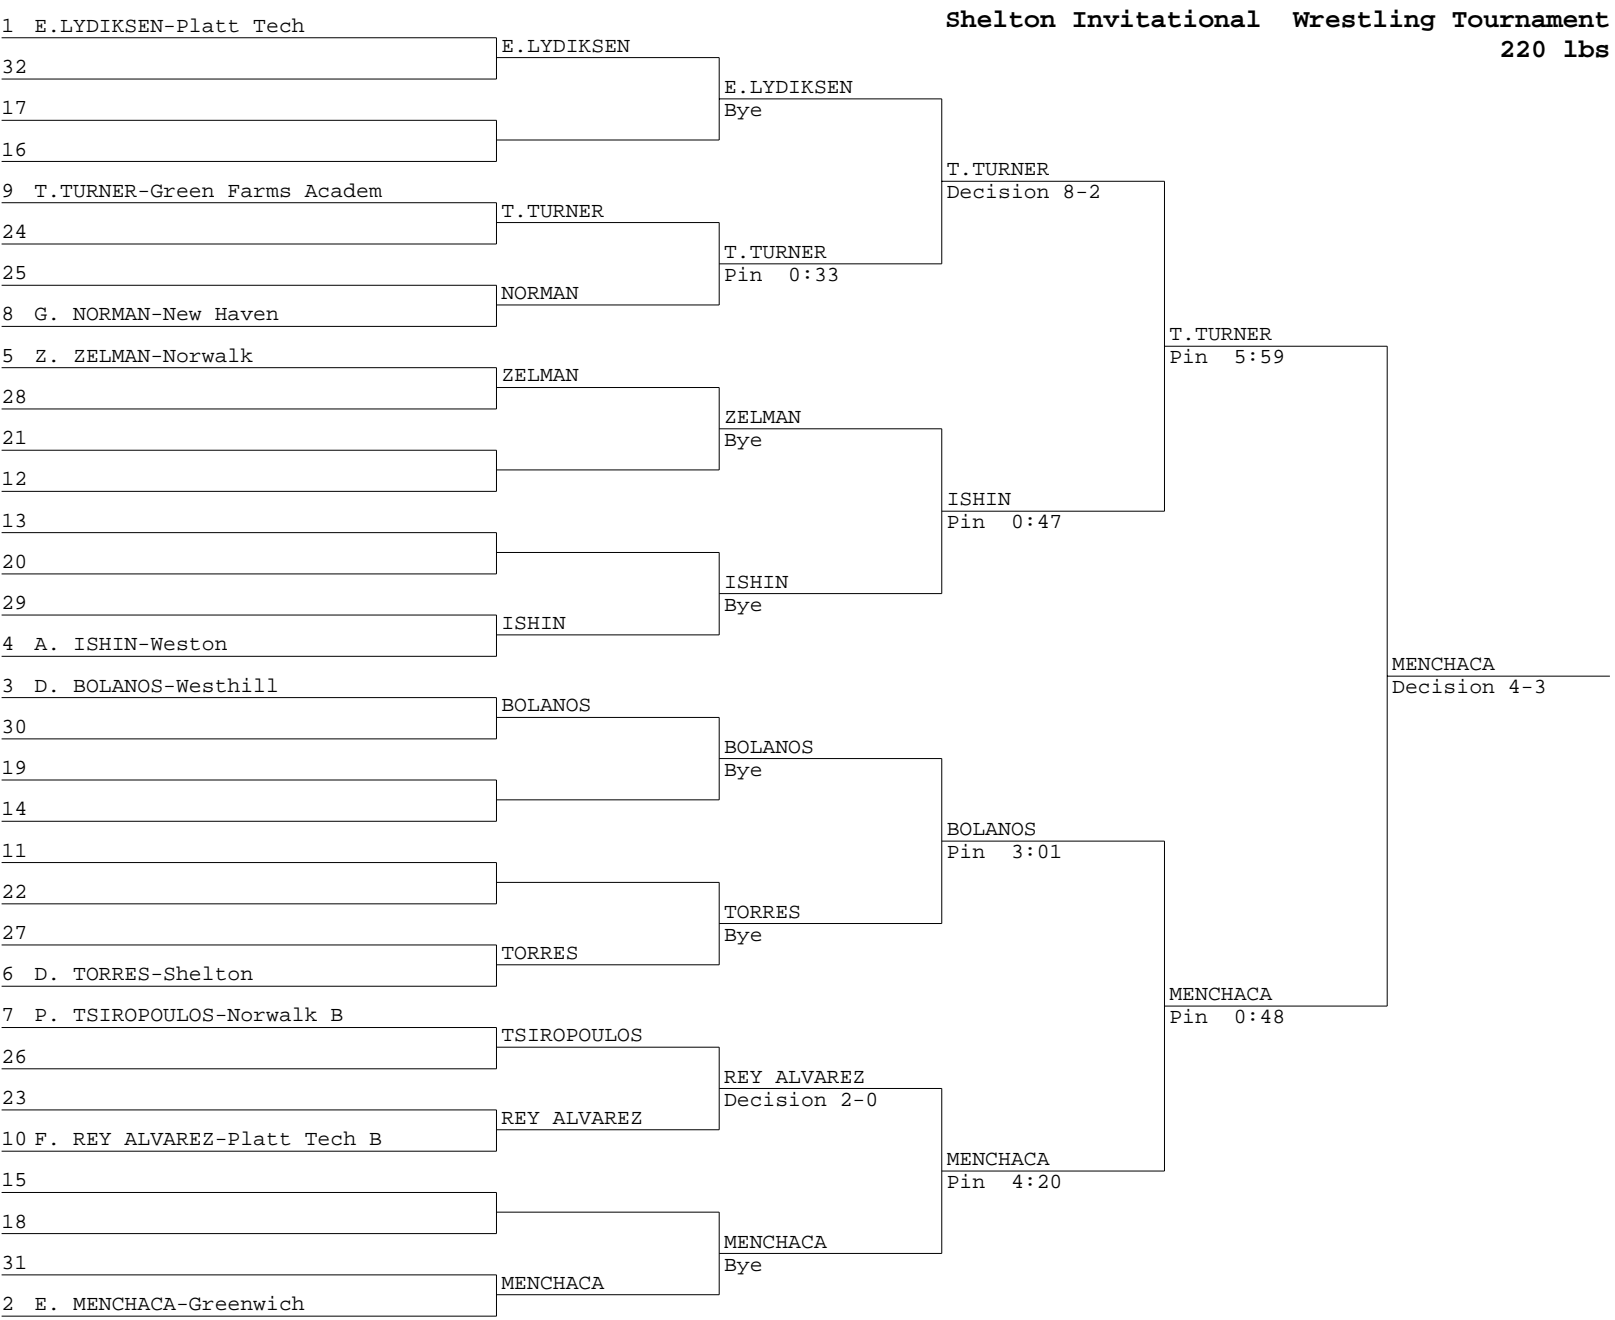 Shelton Invitational  Wrestling Tournament
220 lbs
1 E.LYDIKSEN-Platt Tech
E.LYDIKSEN
32
E.LYDIKSEN
17
Bye
16
T.TURNER
9 T.TURNER-Green Farms Academ
Decision 8-2
T.TURNER
24
T.TURNER
25
Pin  0:33
NORMAN
8 G. NORMAN-New Haven
T.TURNER
5 Z. ZELMAN-Norwalk
Pin  5:59
ZELMAN
28
ZELMAN
21
Bye
12
ISHIN
13
Pin  0:47
20
ISHIN
29
Bye
ISHIN
4 A. ISHIN-Weston
MENCHACA
3 D. BOLANOS-Westhill
Decision 4-3
BOLANOS
30
BOLANOS
19
Bye
14
BOLANOS
11
Pin  3:01
22
TORRES
27
Bye
TORRES
6 D. TORRES-Shelton
MENCHACA
7 P. TSIROPOULOS-Norwalk B
Pin  0:48
TSIROPOULOS
26
REY ALVAREZ
23
Decision 2-0
REY ALVAREZ
10 F. REY ALVAREZ-Platt Tech B
MENCHACA
15
Pin  4:20
18
MENCHACA
31
Bye
MENCHACA
2 E. MENCHACA-Greenwich